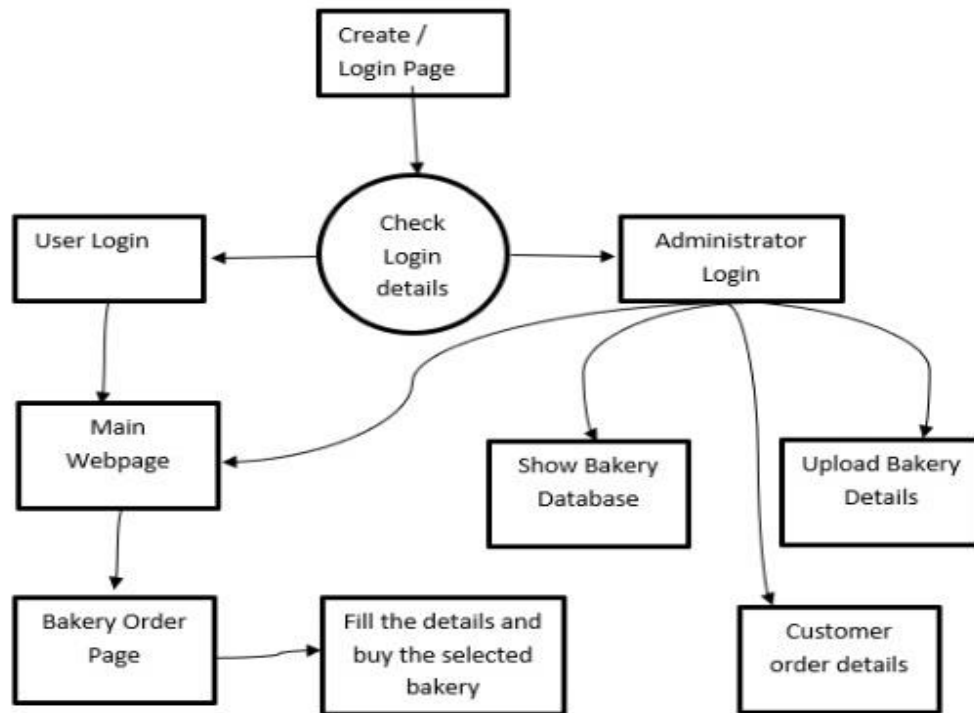 Create /
Login Page
Check
Login
details
User Login
Administrator
Login
Main
Webpage
Show Bakery
Database
Upload Bakery
Details
Bakery Order
Page
Fill the details and
buy the selected
bakery
Customer
order details